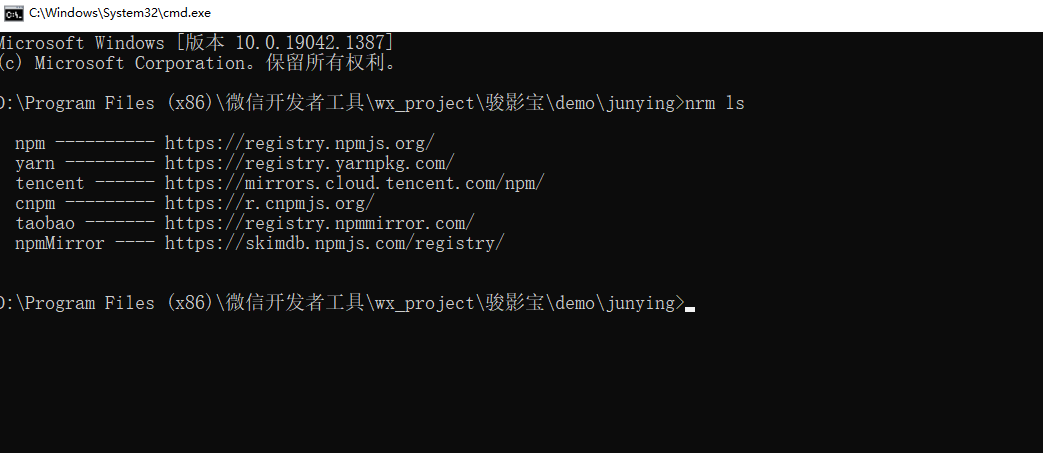 C:\Windows\System32\cmd.exe
Microsoft Windows [版本 10.0.19042.1387]
(c) Microsoft Corporation。保留所有权利。
D:\Program Files (x86)\微信开发者工具\wx_project\骏影宝\demo\junying>nrm ls
npm ---------- https://registry.npmjs.org/
yarn --------- https://registry.yarnpkg.com/
tencent ------ https://mirrors.cloud.tencent.com/npm/
cnpm --------- https://r.cnpmjs.org/
taobao ------- https://registry.npmmirror.com/
npmMirror ---- https://skimdb.npmjs.com/registry/
D:\Program Files (x86)\微信开发者工具\wx_project\骏影宝\demo\junying>